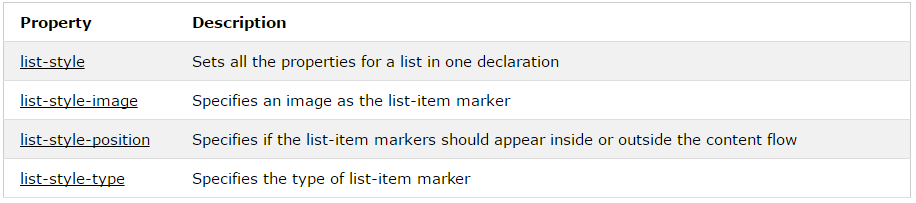 Property Description
list-style Sets all the properties for a list in one declaration
list-style-image Specifies an image as the list-item marker
list-style-position Specifies if the list-item markers should appear inside or outside the content flow
list-style-type Specifies the type of list-item marker